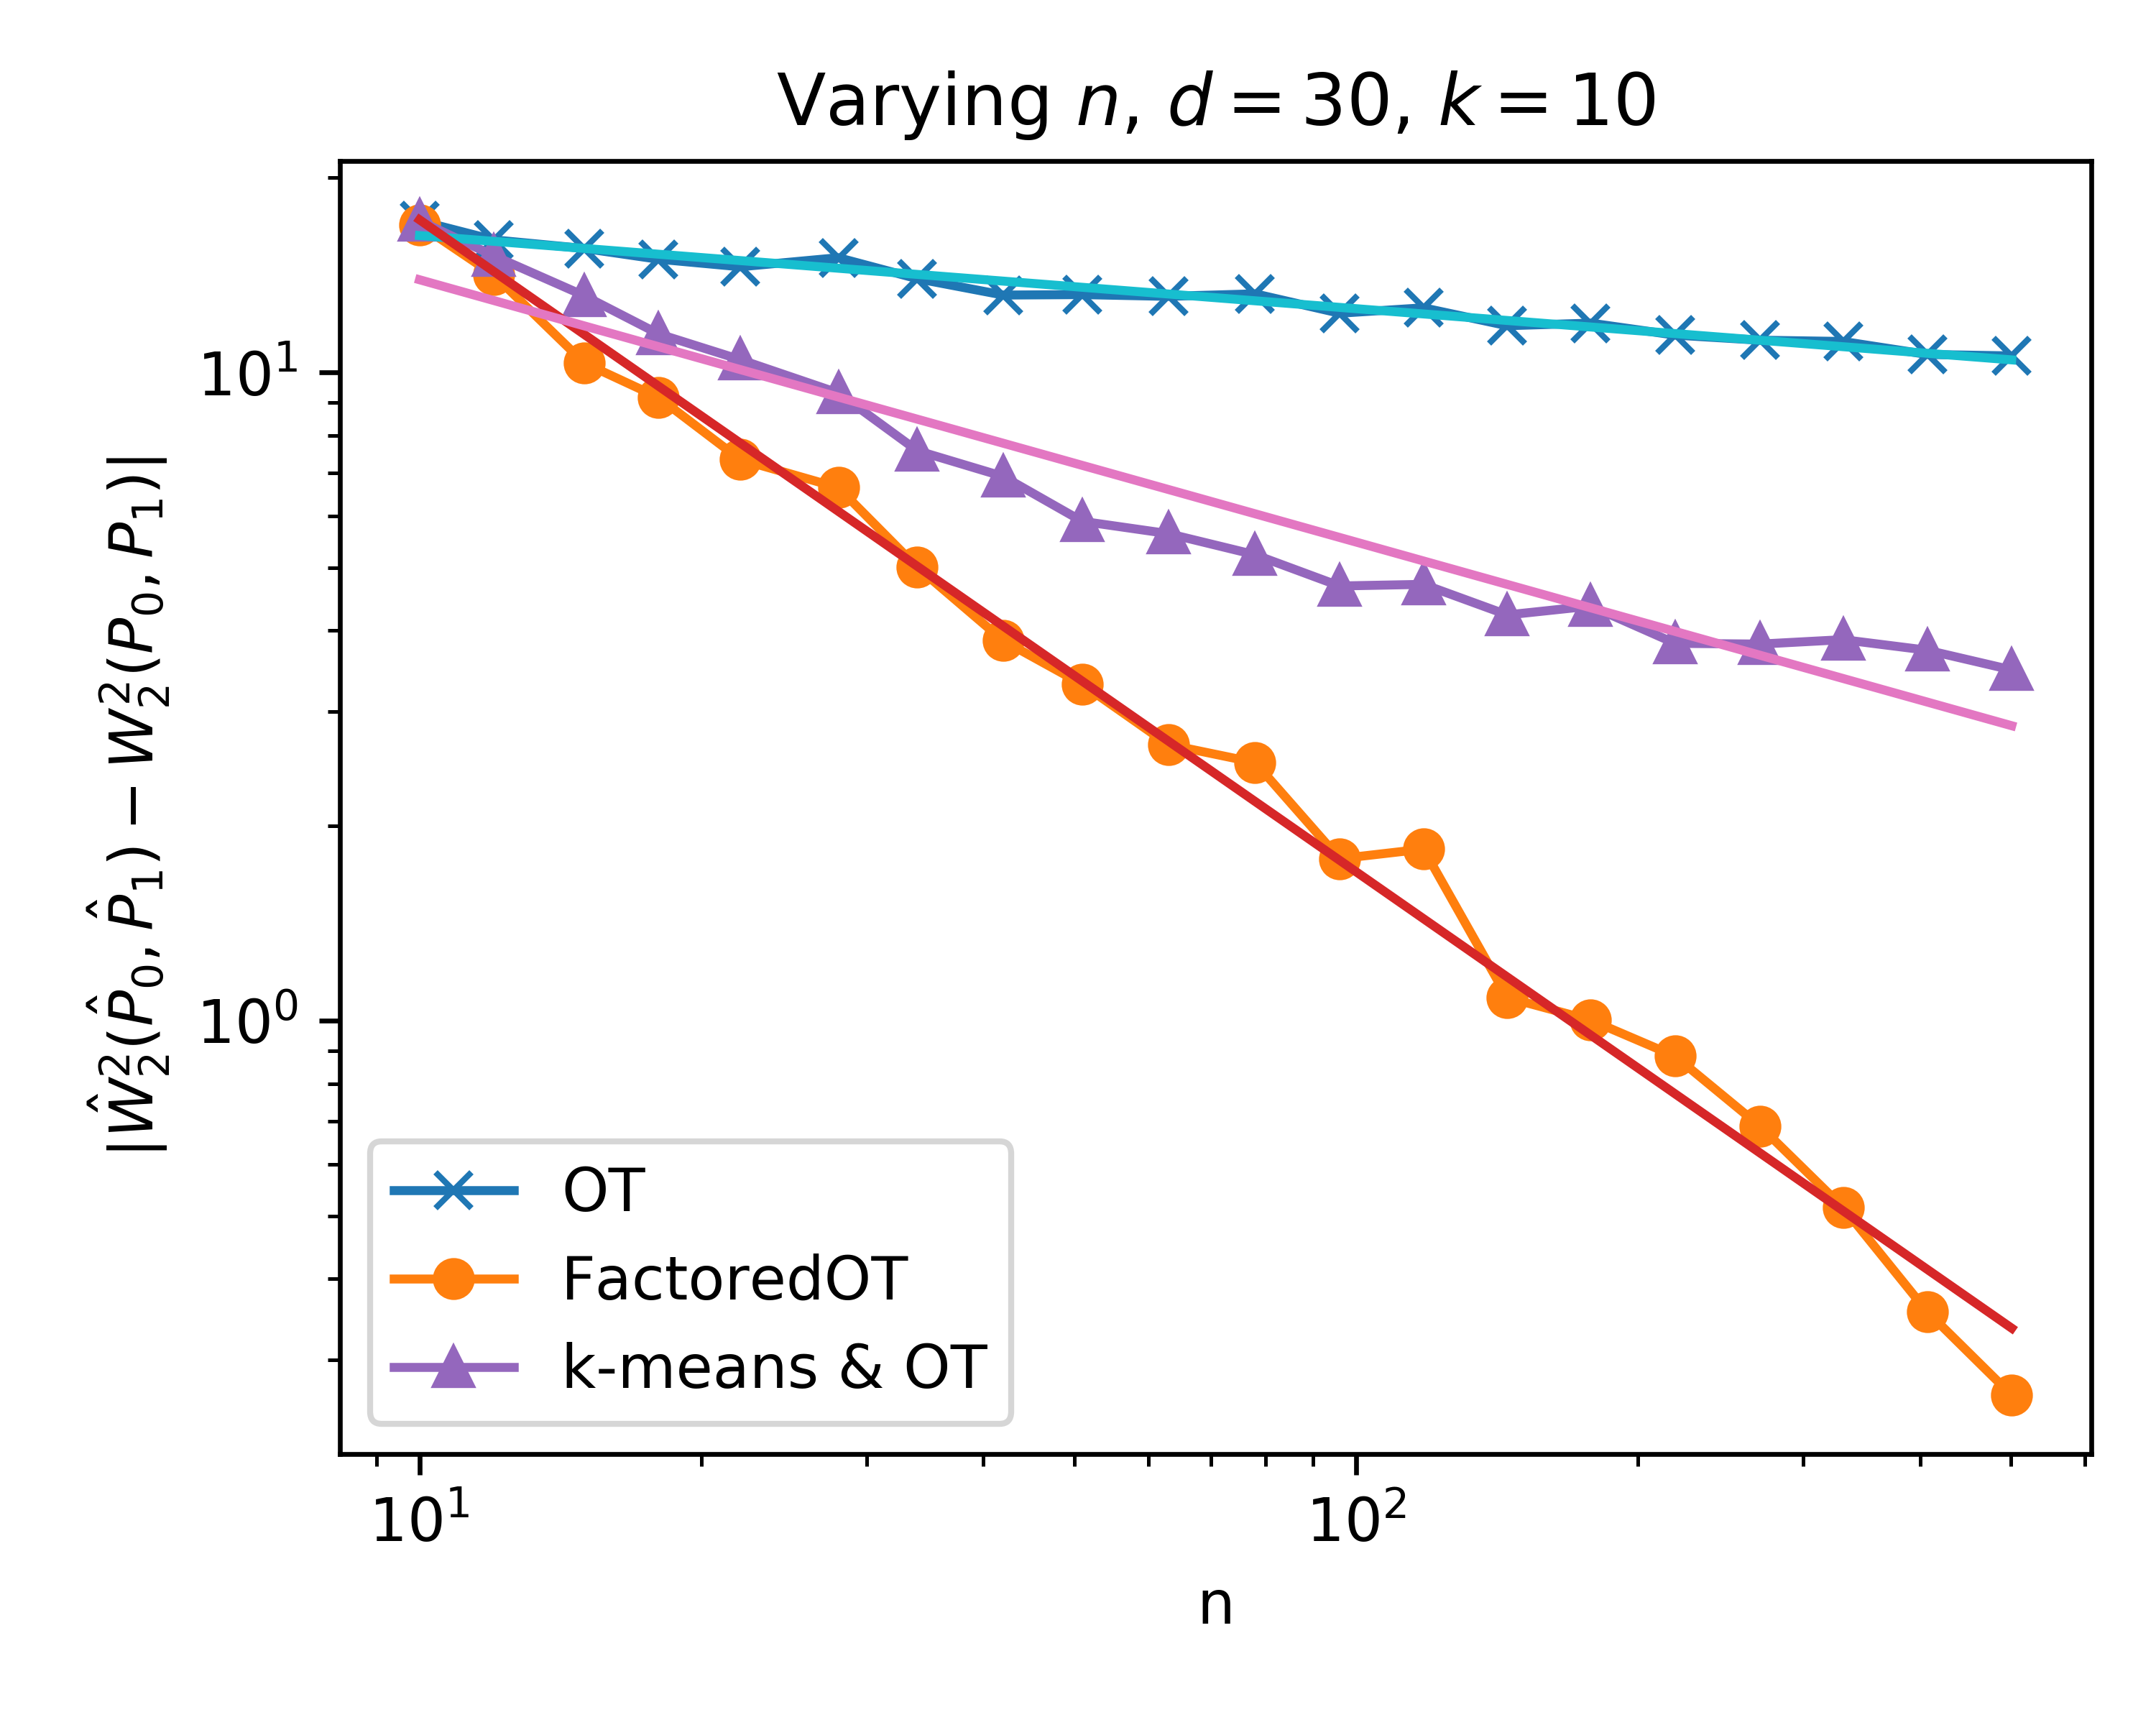 Varying n, d = 30, k = 10
|Ŵ₂²(P̂₀, P̂₁) − W₂²(P₀, P₁)|
10¹
10⁰
OT
FactoredOT
k-means & OT
10¹
10²
n